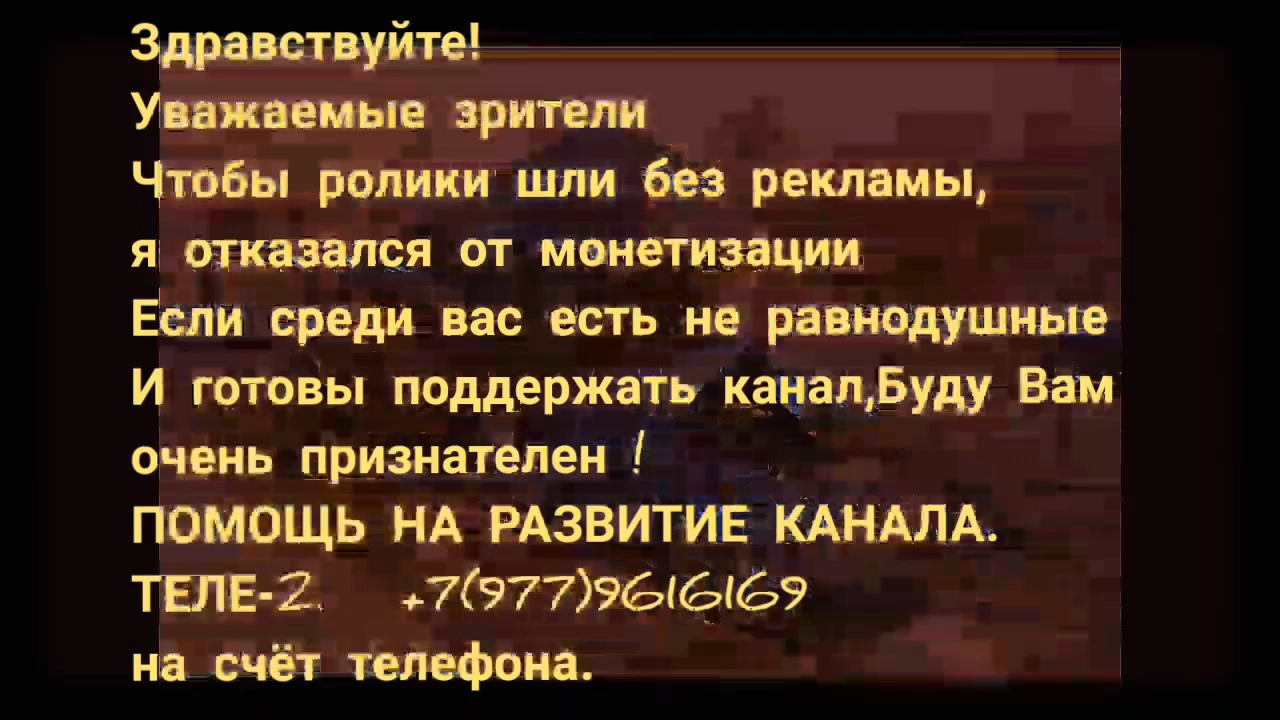 Здравствуйте!
Уважаемые зрители
Чтобы ролики шли без рекламы,
я отказался от монетизации
Если среди вас есть не равнодушные
И готовы поддержать канал,Буду Вам
очень признателен !
ПОМОЩЬ НА РАЗВИТИЕ КАНАЛА.
ТЕЛЕ-2. +7(977)9616169
на счёт телефона.